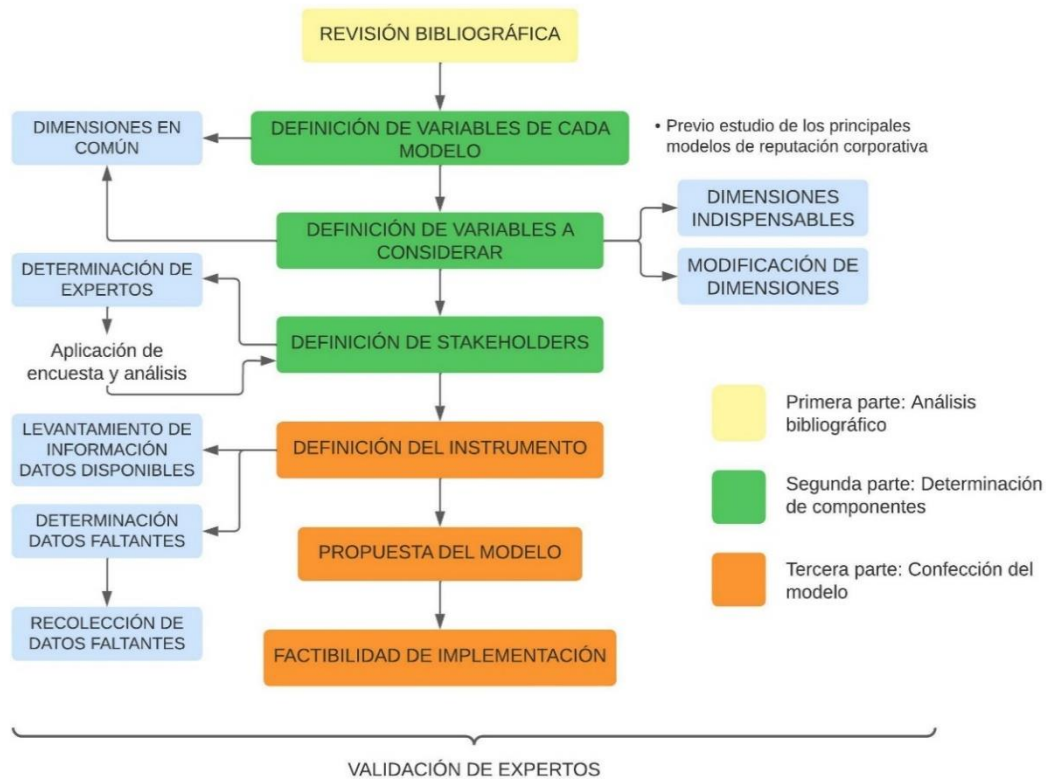 REVISIÓN BIBLIOGRÁFICA
DIMENSIONES EN
COMÚN
DEFINICIÓN DE VARIABLES DE CADA
MODELO
• Previo estudio de los principales
modelos de reputación corporativa
DEFINICIÓN DE VARIABLES A
CONSIDERAR
DIMENSIONES
INDISPENSABLES
MODIFICACIÓN DE
DIMENSIONES
DETERMINACIÓN DE
EXPERTOS
Aplicación de
encuesta y análisis
DEFINICIÓN DE STAKEHOLDERS
LEVANTAMIENTO DE
INFORMACIÓN
DATOS DISPONIBLES
DEFINICIÓN DEL INSTRUMENTO
DETERMINACIÓN
DATOS FALTANTES
PROPUESTA DEL MODELO
RECOLECCIÓN DE
DATOS FALTANTES
FACTIBILIDAD DE IMPLEMENTACIÓN
Primera parte: Análisis
bibliográfico
Segunda parte: Determinación
de componentes
Tercera parte: Confección del
modelo
VALIDACIÓN DE EXPERTOS